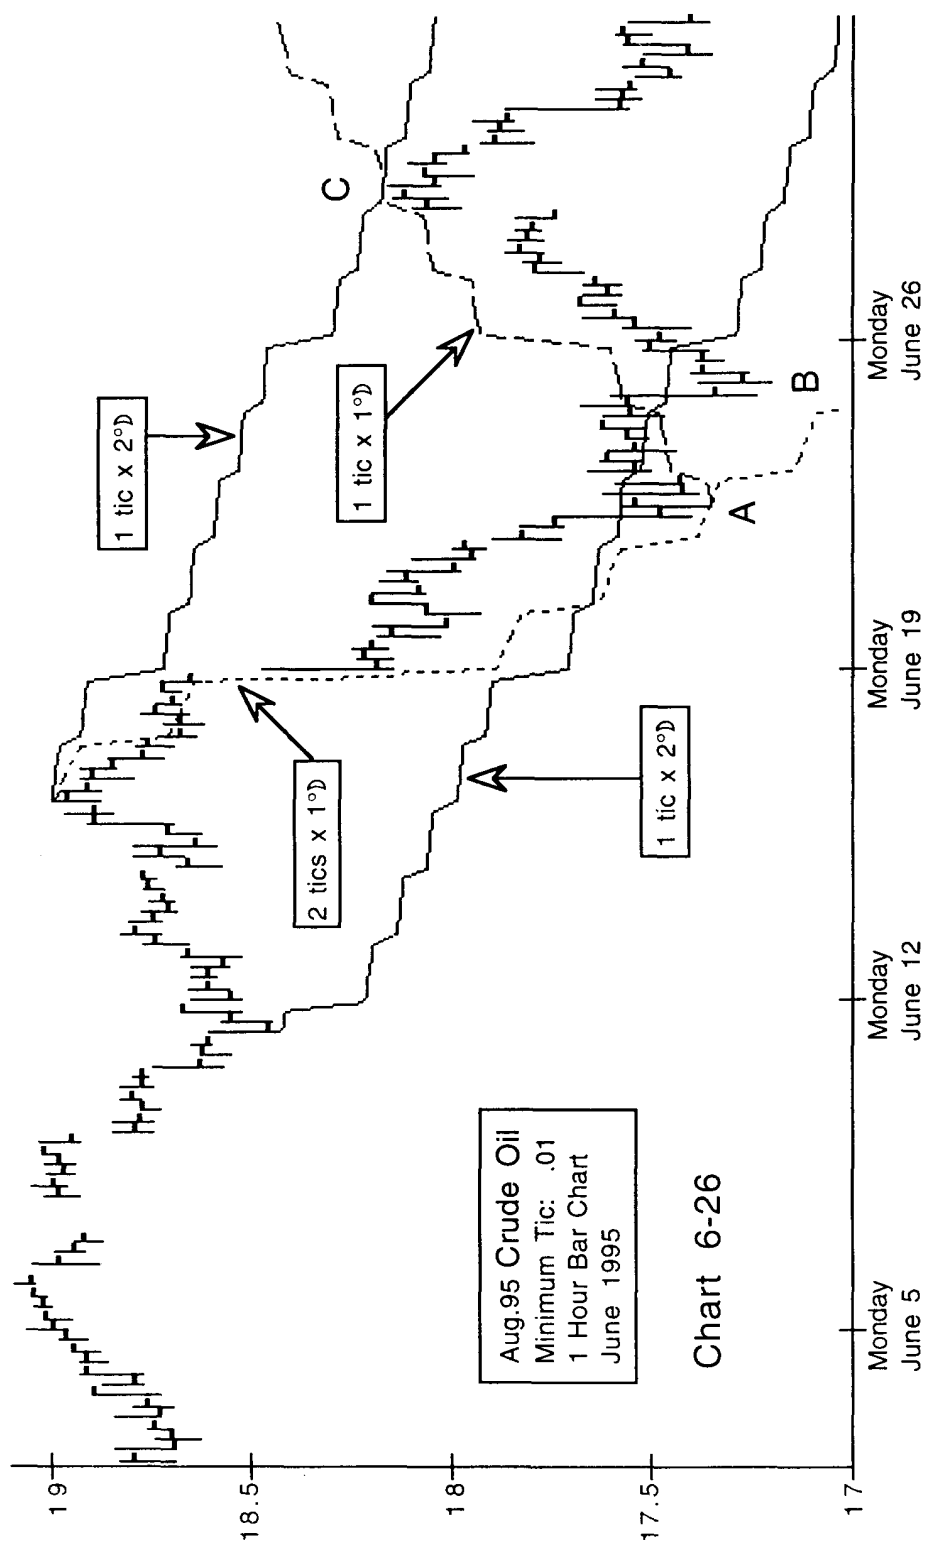 1 tic x 2°D
1 tic x 1°D
C
2 tics x 1°D
1 tic x 2°D
A
B
Aug.95 Crude Oil
Minimum Tic: .01
1 Hour Bar Chart
June 1995
Chart 6-26
19
18.5
18
17.5
17
Monday
June 5
Monday
June 12
Monday
June 19
Monday
June 26